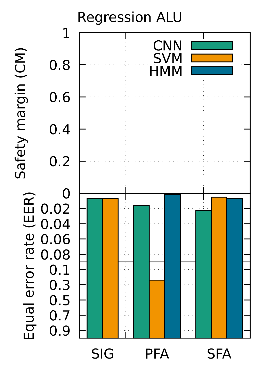 Regression ALU
Safety margin (CM)
1
0.8
0.6
0.4
0.2
0
CNN
SVM
HMM
Equal error rate (EER)
0.02
0.04
0.06
0.08
0.1
0.3
0.5
0.7
0.9
SIG PFA SFA